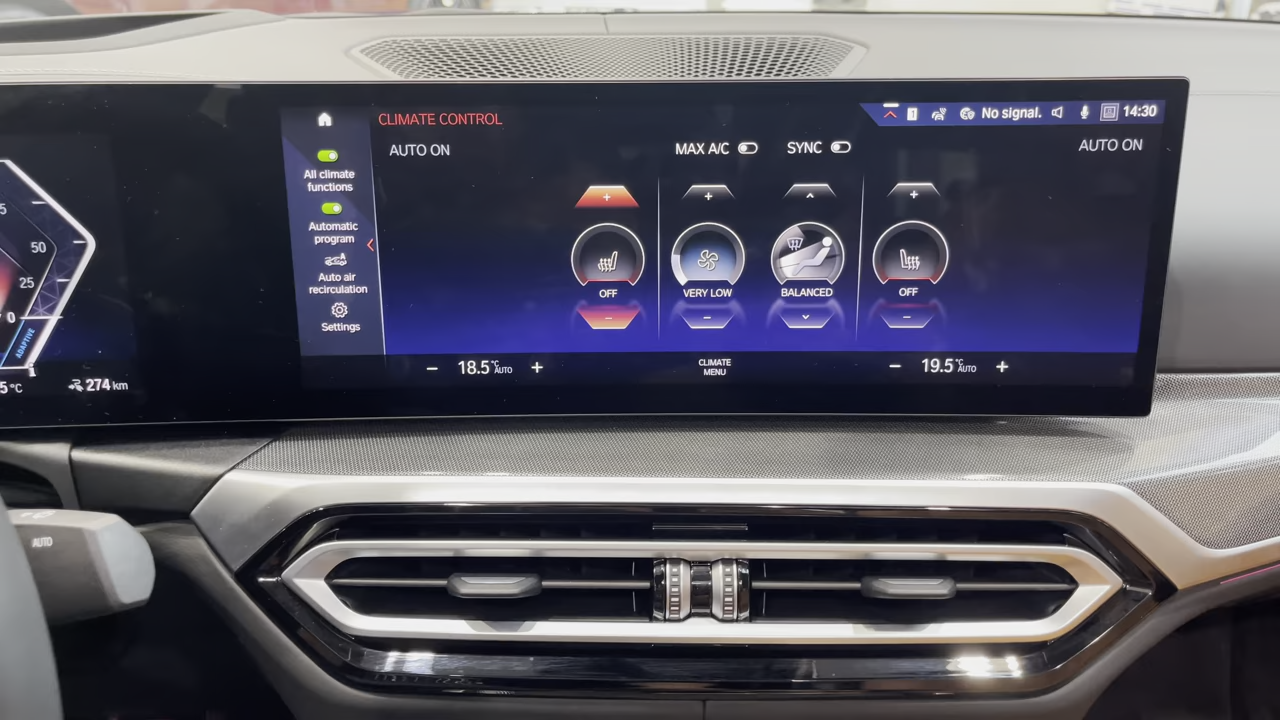 CLIMATE CONTROL
No signal.
14:30
AUTO ON
MAX A/C
SYNC
AUTO ON
All climate
functions
Automatic
program
Auto air
recirculation
Settings
+
+
+
OFF
VERY LOW
BALANCED
OFF
−
−
−
− 18.5 °C AUTO +
CLIMATE
MENU
− 19.5 °C AUTO +
5
50
25
0
ADAPTIVE
5 °C
274 km
AUTO